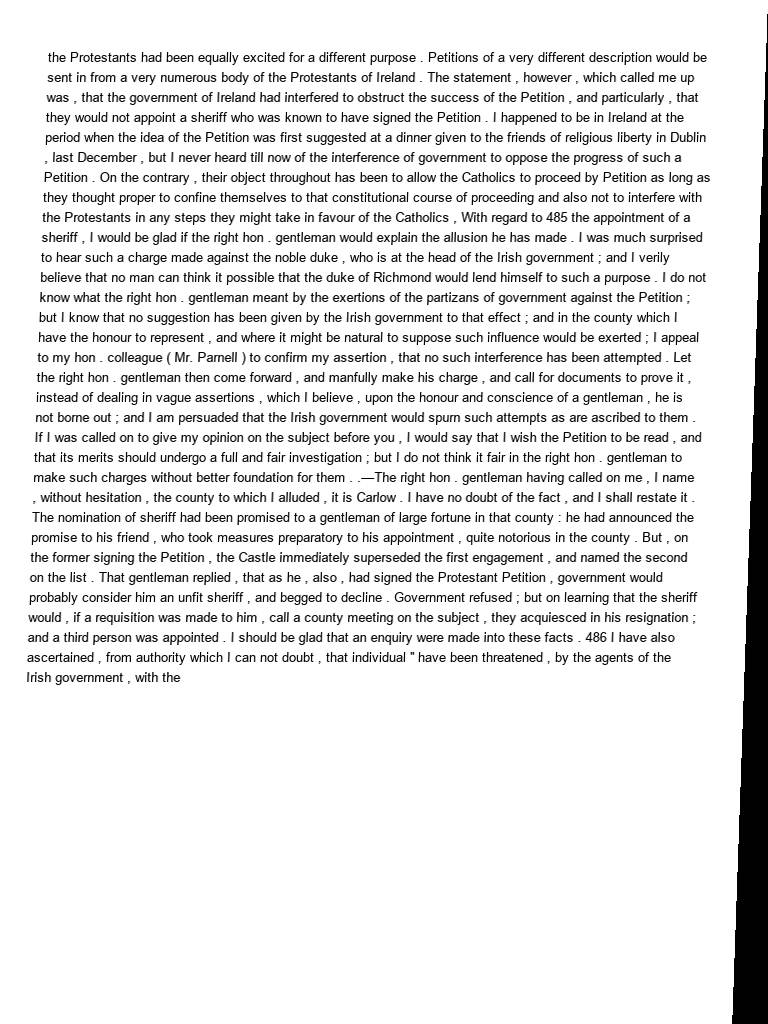 the Protestants had been equally excited for a different purpose . Petitions of a very different description would be
sent in from a very numerous body of the Protestants of Ireland . The statement , however , which called me up
was , that the government of Ireland had interfered to obstruct the success of the Petition , and particularly , that
they would not appoint a sheriff who was known to have signed the Petition . I happened to be in Ireland at the
period when the idea of the Petition was first suggested at a dinner given to the friends of religious liberty in Dublin
, last December , but I never heard till now of the interference of government to oppose the progress of such a
Petition . On the contrary , their object throughout has been to allow the Catholics to proceed by Petition as long as
they thought proper to confine themselves to that constitutional course of proceeding and also not to interfere with
the Protestants in any steps they might take in favour of the Catholics , With regard to 485 the appointment of a
sheriff , I would be glad if the right hon . gentleman would explain the allusion he has made . I was much surprised
to hear such a charge made against the noble duke , who is at the head of the Irish government ; and I verily
believe that no man can think it possible that the duke of Richmond would lend himself to such a purpose . I do not
know what the right hon . gentleman meant by the exertions of the partizans of government against the Petition ;
but I know that no suggestion has been given by the Irish government to that effect ; and in the county which I
have the honour to represent , and where it might be natural to suppose such influence would be exerted ; I appeal
to my hon . colleague ( Mr. Parnell ) to confirm my assertion , that no such interference has been attempted . Let
the right hon . gentleman then come forward , and manfully make his charge , and call for documents to prove it ,
instead of dealing in vague assertions , which I believe , upon the honour and conscience of a gentleman , he is
not borne out ; and I am persuaded that the Irish government would spurn such attempts as are ascribed to them .
If I was called on to give my opinion on the subject before you , I would say that I wish the Petition to be read , and
that its merits should undergo a full and fair investigation ; but I do not think it fair in the right hon . gentleman to
make such charges without better foundation for them . .—The right hon . gentleman having called on me , I name
, without hesitation , the county to which I alluded , it is Carlow . I have no doubt of the fact , and I shall restate it .
The nomination of sheriff had been promised to a gentleman of large fortune in that county : he had announced the
promise to his friend , who took measures preparatory to his appointment , quite notorious in the county . But , on
the former signing the Petition , the Castle immediately superseded the first engagement , and named the second
on the list . That gentleman replied , that as he , also , had signed the Protestant Petition , government would
probably consider him an unfit sheriff , and begged to decline . Government refused ; but on learning that the sheriff
would , if a requisition was made to him , call a county meeting on the subject , they acquiesced in his resignation ;
and a third person was appointed . I should be glad that an enquiry were made into these facts . 486 I have also
ascertained , from authority which I can not doubt , that individual " have been threatened , by the agents of the
Irish government , with the